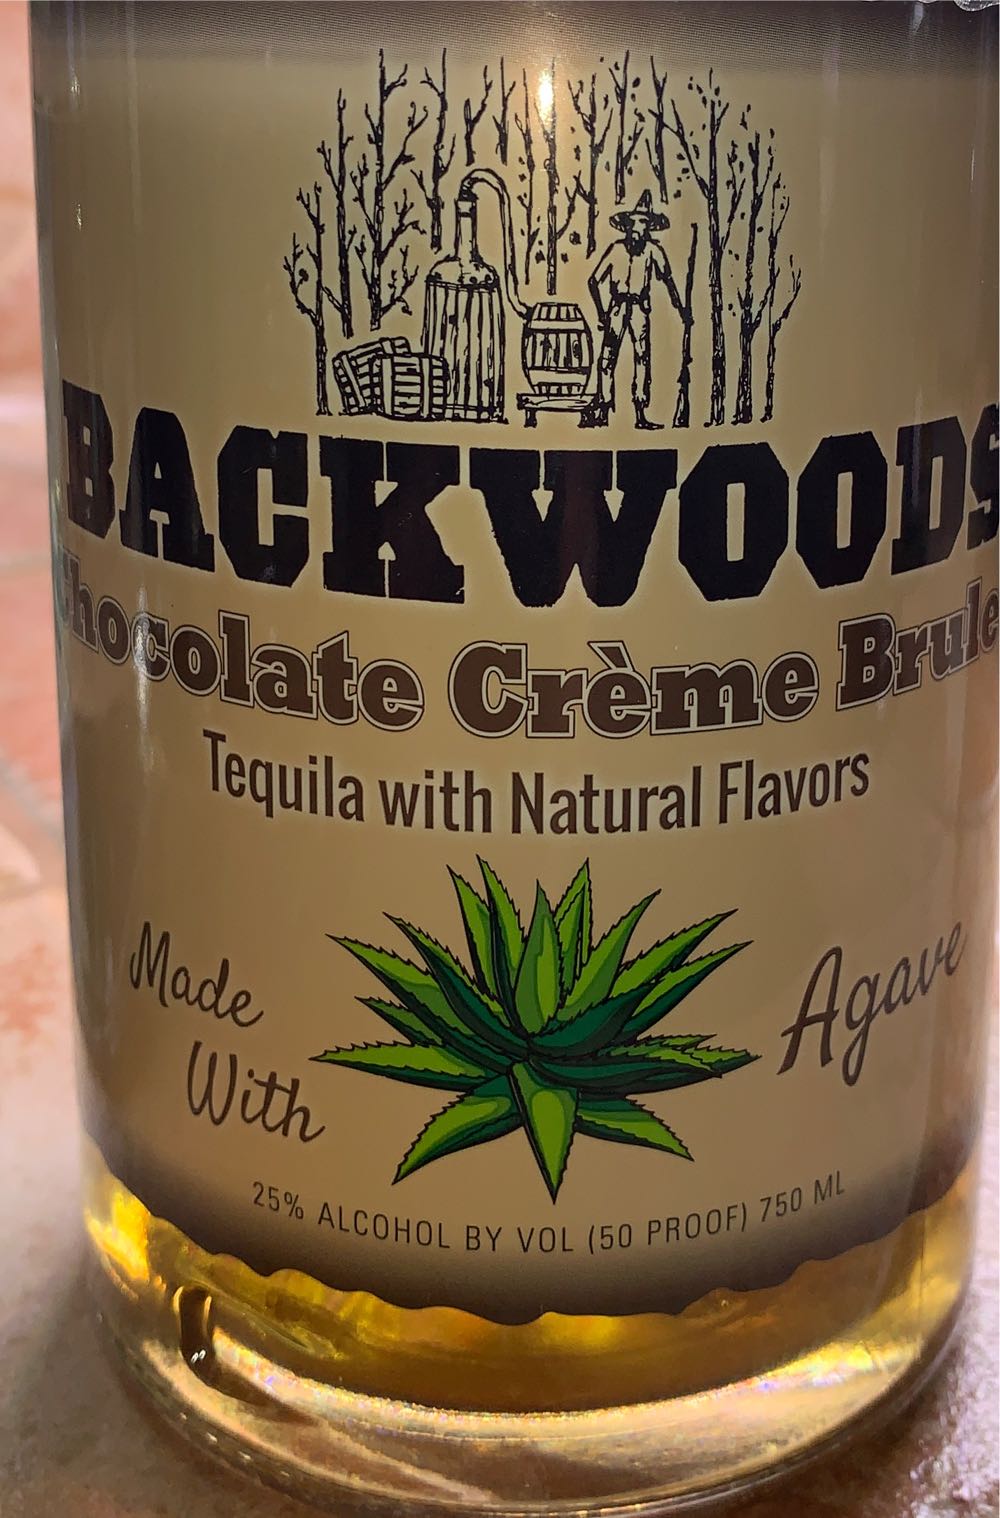 BACKWOODS
Chocolate Crème Brule
Tequila with Natural Flavors
Made
With
Agave
25% ALCOHOL BY VOL (50 PROOF) 750 ML